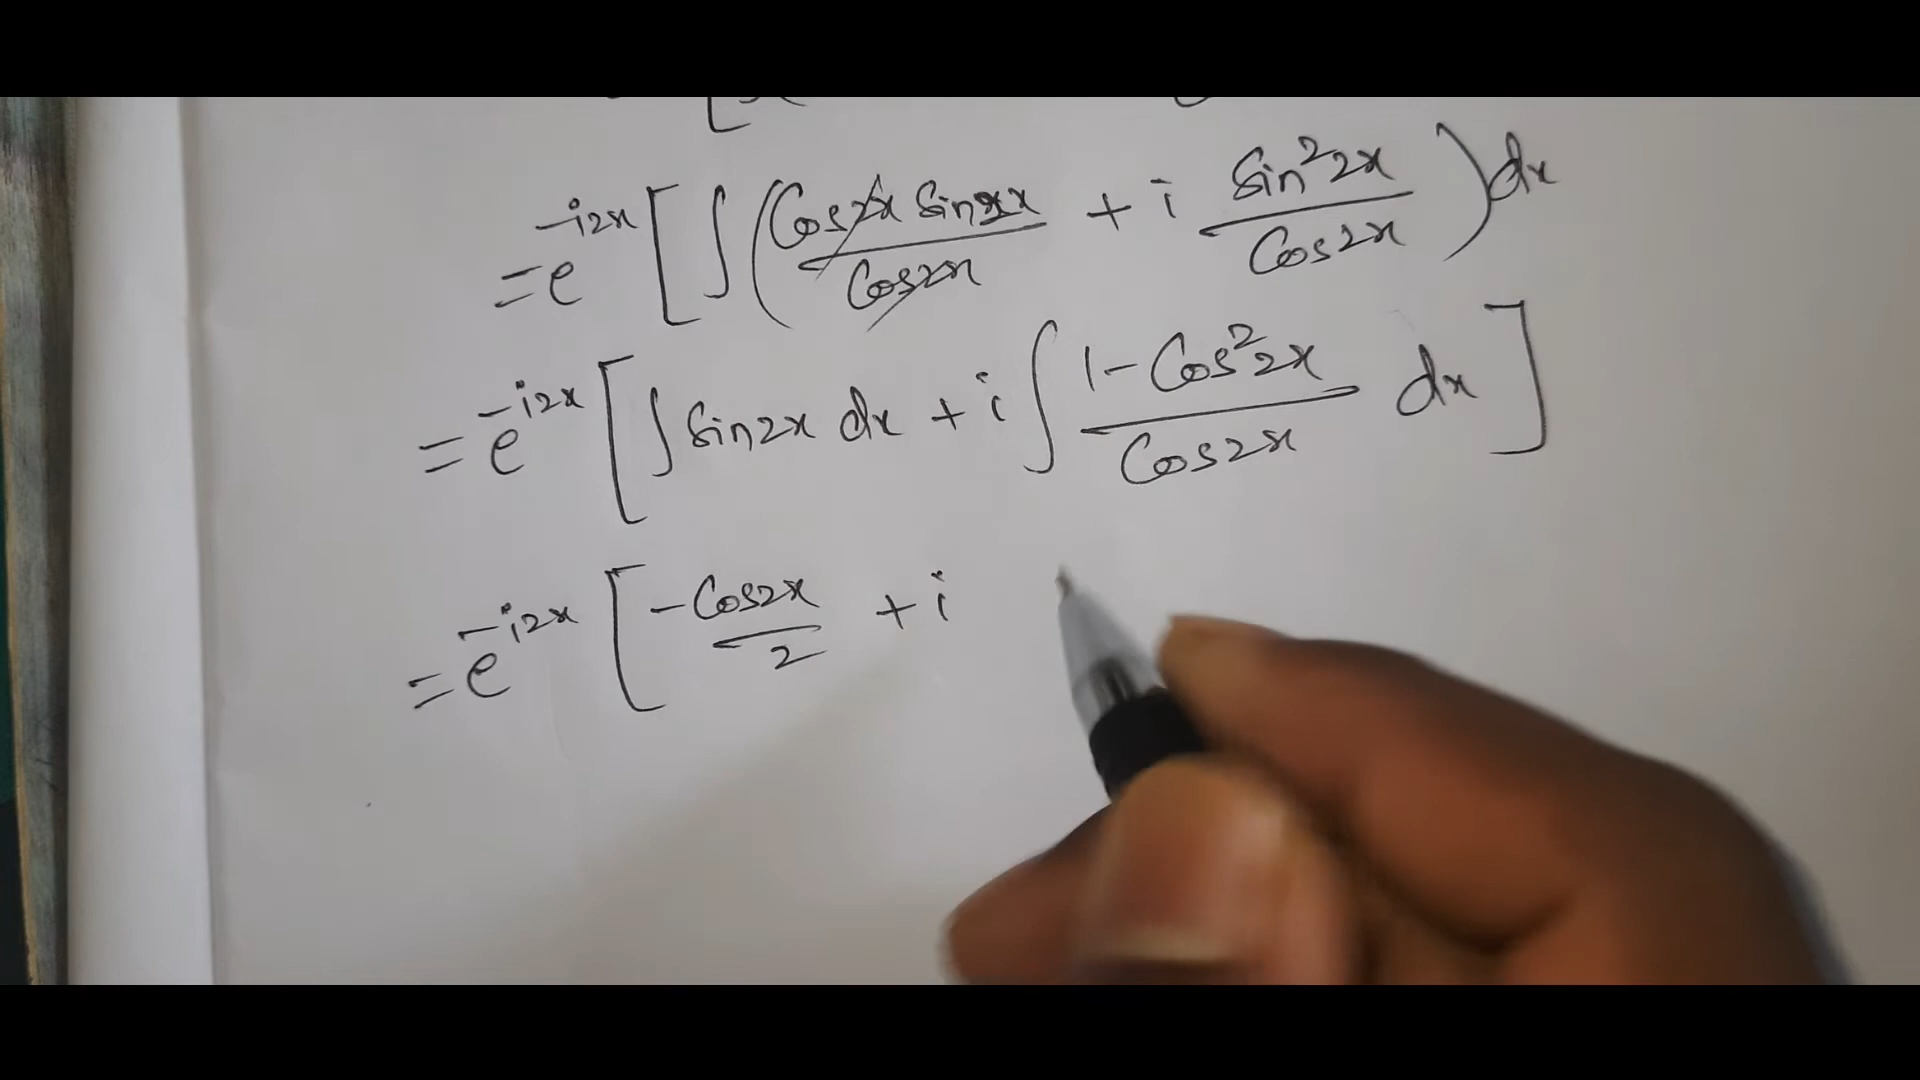 = e^{-i2x} [ ∫ ( Cos2x Sin2x / Cos2x + i Sin²2x / Cos2x ) dx
= e^{-i2x} [ ∫ Sin2x dx + i ∫ 1 - Cos²2x / Cos2x dx ]
= e^{-i2x} [ -Cos2x / 2 + i